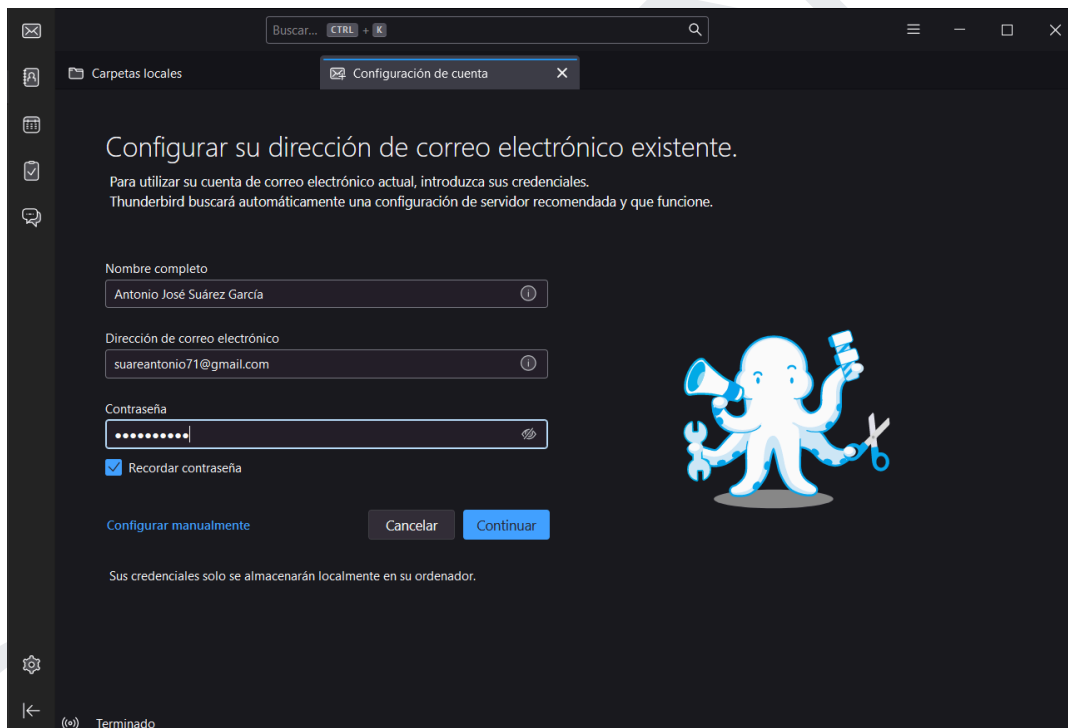 Buscar... CTRL + K
Carpetas locales
Configuración de cuenta
Configurar su dirección de correo electrónico existente.
Para utilizar su cuenta de correo electrónico actual, introduzca sus credenciales.
Thunderbird buscará automáticamente una configuración de servidor recomendada y que funcione.
Nombre completo
Antonio José Suárez García
Dirección de correo electrónico
suareantonio71@gmail.com
Contraseña
••••••••••
Recordar contraseña
Configurar manualmente
Cancelar
Continuar
Sus credenciales solo se almacenarán localmente en su ordenador.
Terminado